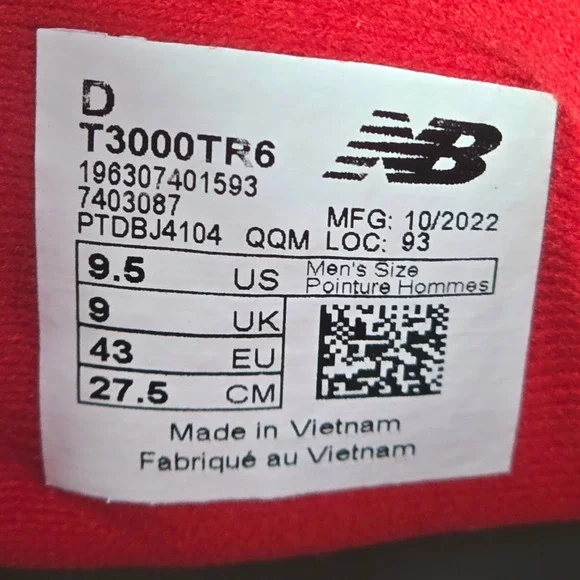 D
T3000TR6
NB
196307401593
7403087
PTDBJ4104 QQM
MFG: 10/2022
LOC: 93
9.5 US
Men's Size
Pointure Hommes
9 UK
43 EU
27.5 CM
Made in Vietnam
Fabriqué au Vietnam